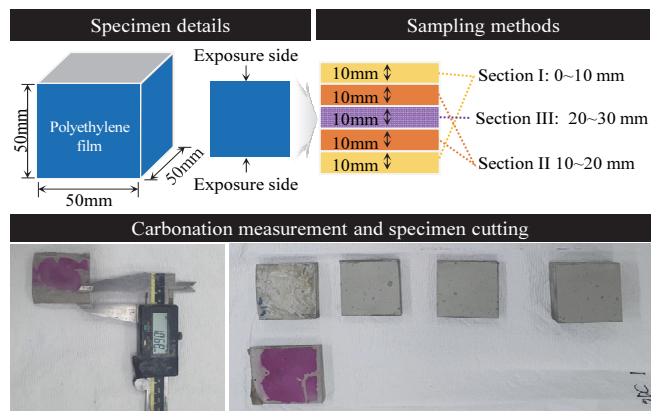 Specimen details
Sampling methods
Exposure side
50mm
Polyethylene
film
50mm
50mm
Exposure side
10mm
10mm
10mm
10mm
10mm
Section I: 0~10 mm
Section III: 20~30 mm
Section II 10~20 mm
Carbonation measurement and specimen cutting